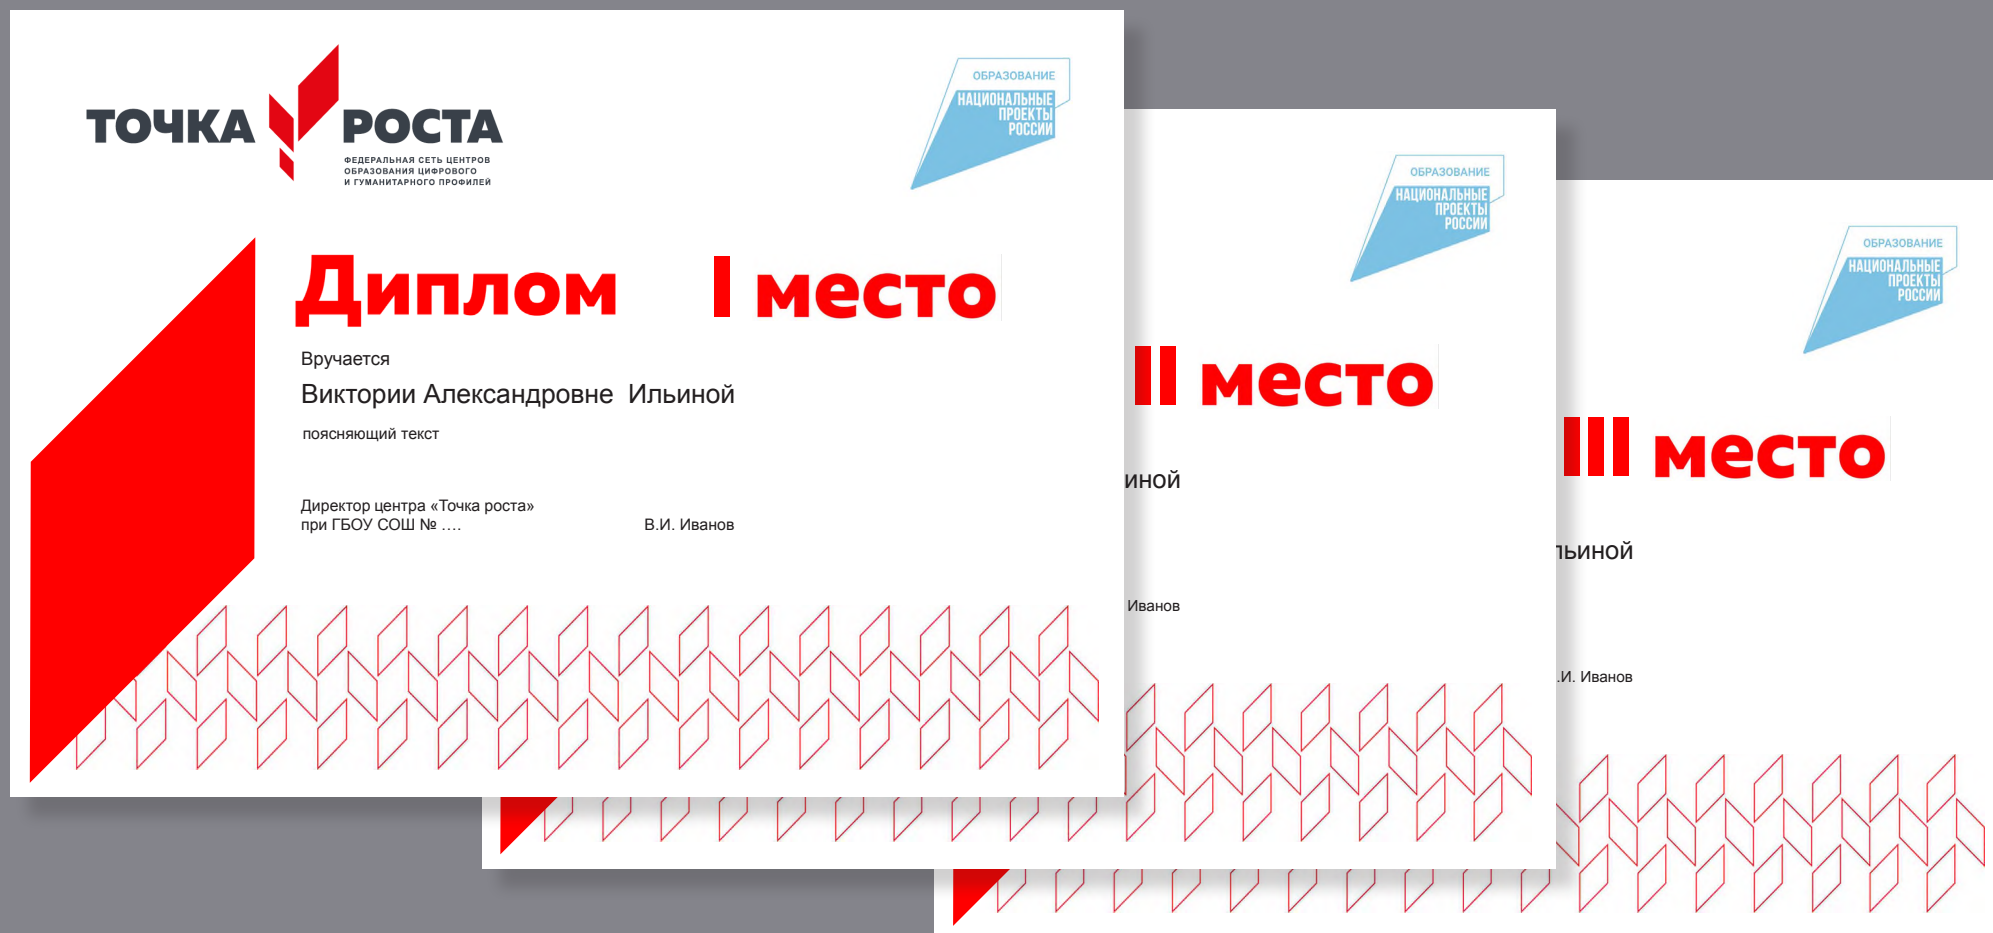 ТОЧКА РОСТА
ФЕДЕРАЛЬНАЯ СЕТЬ ЦЕНТРОВ
ОБРАЗОВАНИЯ ЦИФРОВОГО
И ГУМАНИТАРНОГО ПРОФИЛЕЙ
ОБРАЗОВАНИЕ
НАЦИОНАЛЬНЫЕ
ПРОЕКТЫ
РОССИИ
Диплом I место
Вручается
Виктории Александровне Ильиной
поясняющий текст
Директор центра «Точка роста»
при ГБОУ СОШ № ....
В.И. Иванов
ОБРАЗОВАНИЕ
НАЦИОНАЛЬНЫЕ
ПРОЕКТЫ
РОССИИ
II место
иной
Иванов
ОБРАЗОВАНИЕ
НАЦИОНАЛЬНЫЕ
ПРОЕКТЫ
РОССИИ
III место
льиной
.И. Иванов